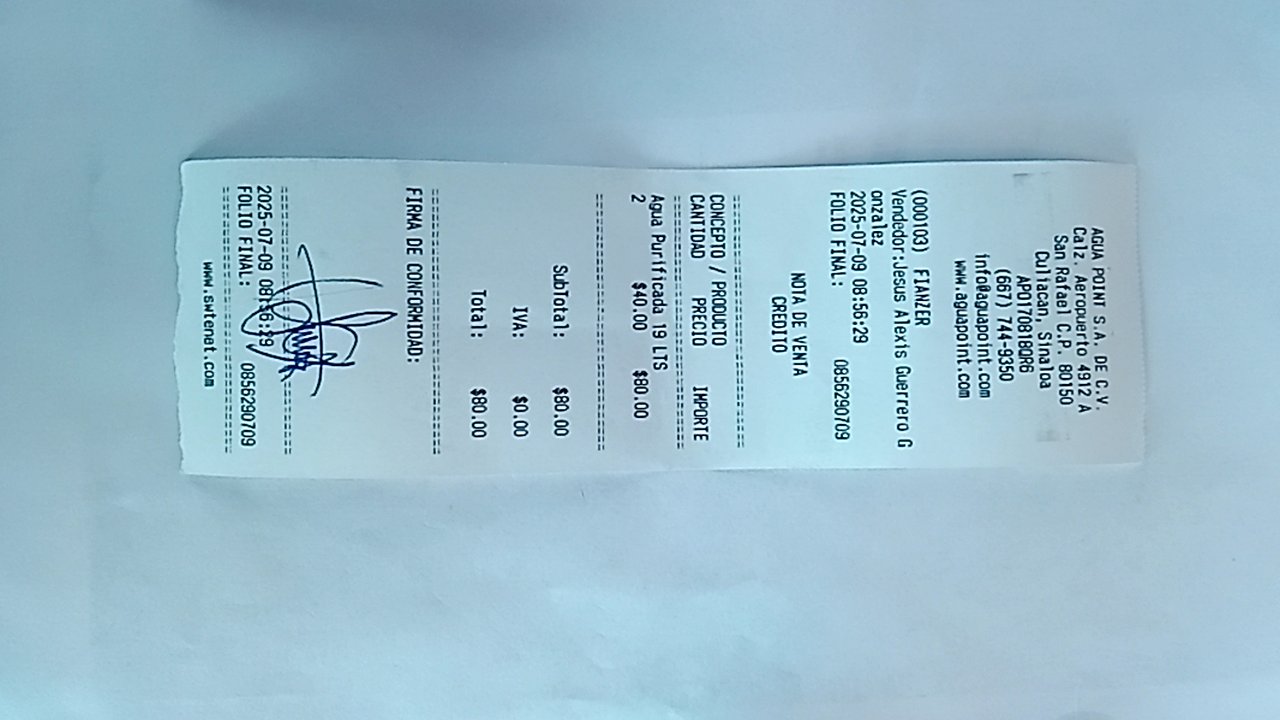 AGUA POINT S.A. DE C.V.
Calz. Aeropuerto 4912 A
San Rafael C.P. 80150
Culiacan, Sinaloa
APO170818QR6
(667) 744-9350
info@aguapoint.com
www.aguapoint.com
(000103) FIANZER
Vendedor:Jesus Alexis Guerrero G
onzalez
2025-07-09 08:56:29
FOLIO FINAL: 0856290709
NOTA DE VENTA
CREDITO
================================
CONCEPTO / PRODUCTO
CANTIDAD PRECIO IMPORTE
================================
Agua Purificada 19 LTS
2 $40.00 $80.00
================================
SubTotal: $80.00
IVA: $0.00
Total: $80.00
================================
FIRMA DE CONFORMIDAD:
================================
2025-07-09 08:56:29
FOLIO FINAL: 0856290709
================================
www.swtenet.com